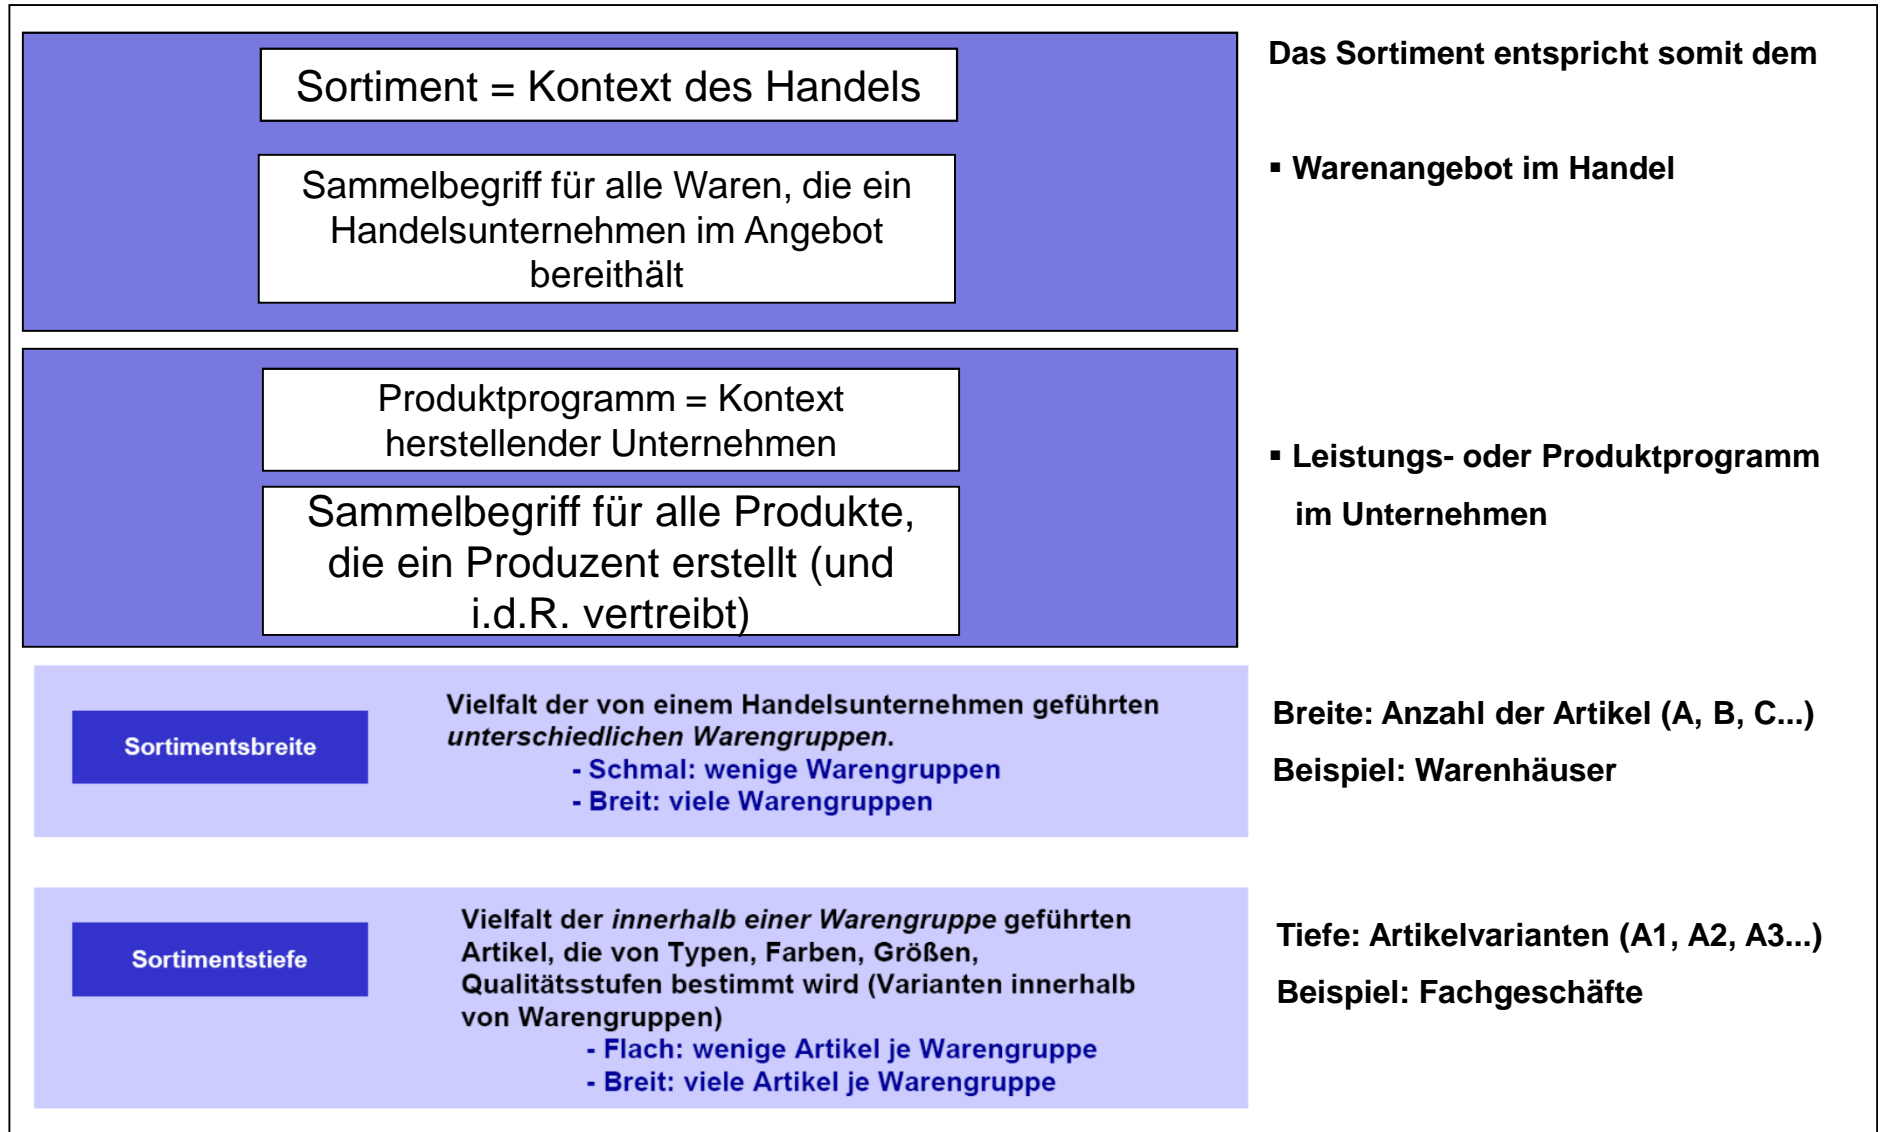 Sortiment = Kontext des Handels
Sammelbegriff für alle Waren, die ein
Handelsunternehmen im Angebot
bereithält
Das Sortiment entspricht somit dem
▪ Warenangebot im Handel
Produktprogramm = Kontext
herstellender Unternehmen
Sammelbegriff für alle Produkte,
die ein Produzent erstellt (und
i.d.R. vertreibt)
▪ Leistungs- oder Produktprogramm
im Unternehmen
Sortimentsbreite
Vielfalt der von einem Handelsunternehmen geführten
unterschiedlichen Warengruppen.
- Schmal: wenige Warengruppen
- Breit: viele Warengruppen
Breite: Anzahl der Artikel (A, B, C...)
Beispiel: Warenhäuser
Sortimentstiefe
Vielfalt der innerhalb einer Warengruppe geführten
Artikel, die von Typen, Farben, Größen,
Qualitätsstufen bestimmt wird (Varianten innerhalb
von Warengruppen)
- Flach: wenige Artikel je Warengruppe
- Breit: viele Artikel je Warengruppe
Tiefe: Artikelvarianten (A1, A2, A3...)
Beispiel: Fachgeschäfte